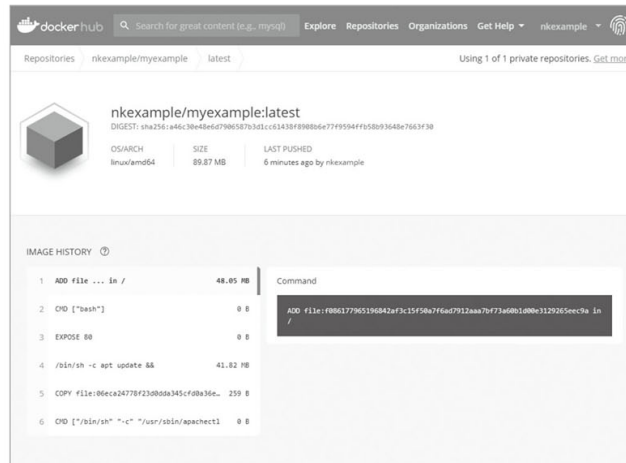 dockerhub Search for great content (e.g., mysql) Explore Repositories Organizations Get Help nkexample
Repositories nkexample/myexample latest Using 1 of 1 private repositories. Get mor
nkexample/myexample:latest
DIGEST: sha256:a46c30e48e6d7906587b3d1cc61438f8908b6e77f9594ffb58b93648e7663f30
OS/ARCH SIZE LAST PUSHED
linux/amd64 89.87 MB 6 minutes ago by nkexample
IMAGE HISTORY
1 ADD file ... in / 48.05 MB
2 CMD ["bash"] 0 B
3 EXPOSE 80 0 B
4 /bin/sh -c apt update && 41.82 MB
5 COPY file:06eca24778f23d0dda345cfd0a36e… 259 B
6 CMD ["/bin/sh" "-c" "/usr/sbin/apachectl 0 B
Command
ADD file:f086177965196842af3c15f50a7f6ad7912aaa7bf73a60b1d00e3129265eec9a in
/